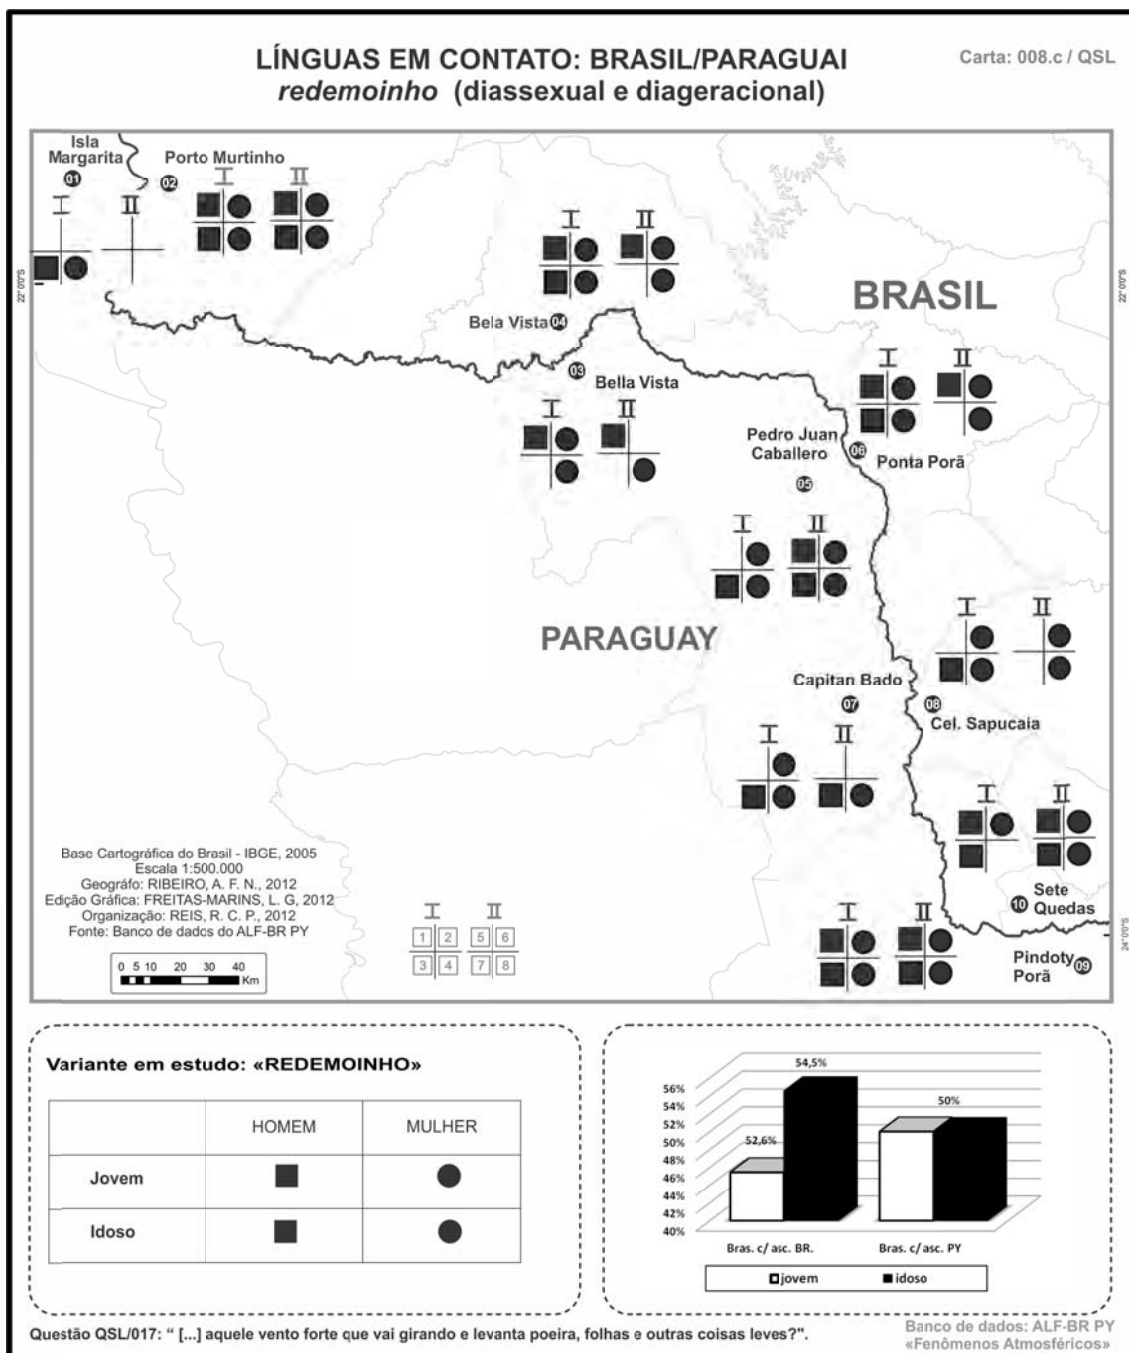 LÍNGUAS EM CONTATO: BRASIL/PARAGUAI
redemoinho (diassexual e diageracional)
Carta: 008.c / QSL
Isla
Margarita
01
I
II
02
Porto Murtinho
I
II
22°0'0"S
22°0'0"S
I
II
Bela Vista
04
BRASIL
03
Bella Vista
I
II
I
II
Pedro Juan
Caballero
06
Ponta Porã
05
I
II
PARAGUAY
I
II
Capitan Bado
07
08
Cel. Sapucaia
I
II
I
II
10
Sete
Quedas
24°0'0"S
Pindoty
Porã
09
I
II
Base Cartográfica do Brasil - IBGE, 2005
Escala 1:500.000
Geográfo: RIBEIRO, A. F. N., 2012
Edição Gráfica: FREITAS-MARINS, L. G, 2012
Organização: REIS, R. C. P., 2012
Fonte: Banco de dados do ALF-BR PY
0 5 10 20 30 40
Km
I II
1 2 5 6
3 4 7 8
Variante em estudo: «REDEMOINHO»
HOMEM MULHER
Jovem
Idoso
56%
54%
52%
50%
48%
46%
44%
42%
40%
52,6%
54,5%
50%
Bras. c/ asc. BR. Bras. c/asc. PY
jovem idoso
Questão QSL/017: “ [...] aquele vento forte que vai girando e levanta poeira, folhas e outras coisas leves?".
Banco de dados: ALF-BR PY
«Fenômenos Atmosféricos»